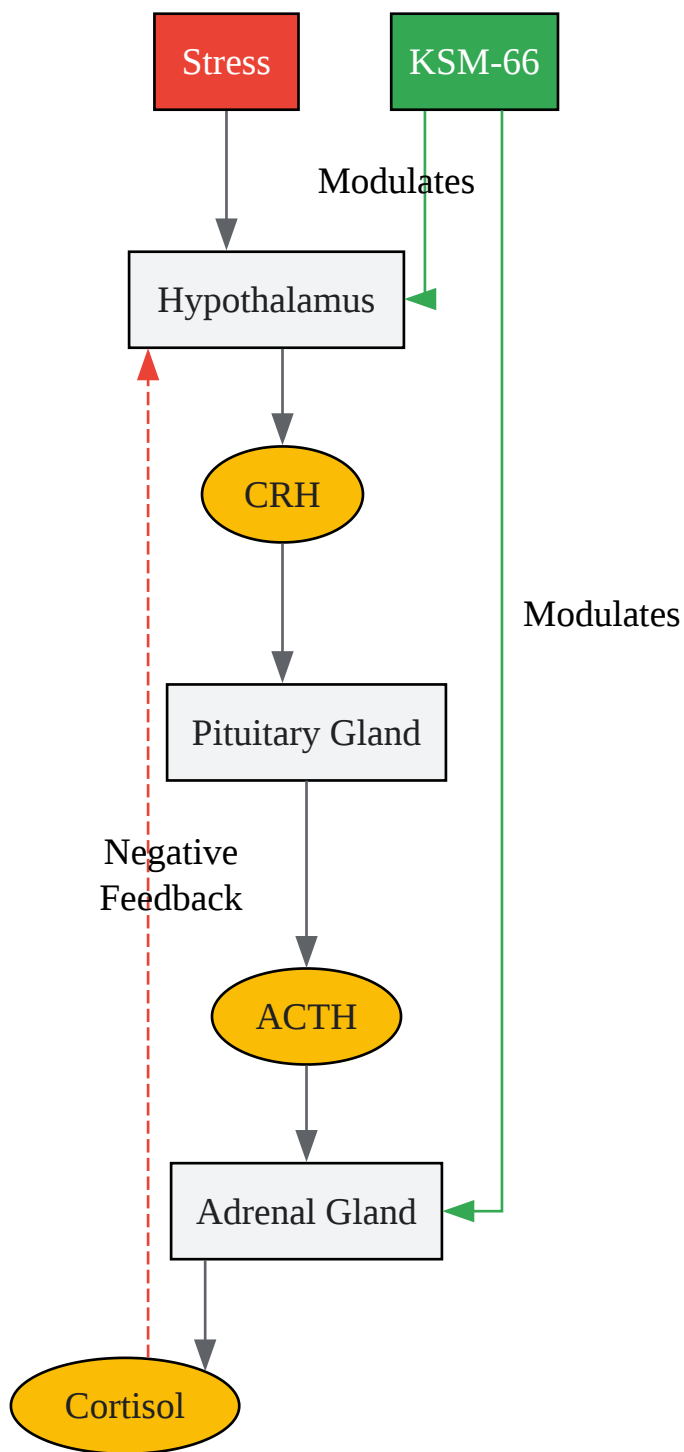 Stress
KSM-66
Modulates
Hypothalamus
CRH
Modulates
Pituitary Gland
Negative
Feedback
ACTH
Adrenal Gland
Cortisol